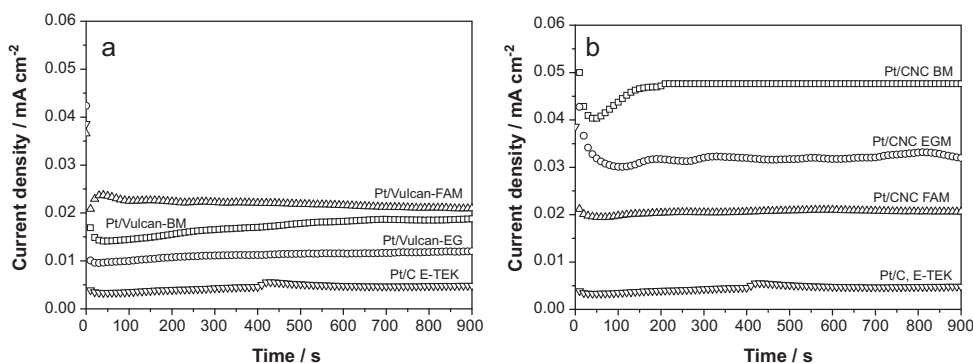 a
0.06
0.05
0.04
0.03
0.02
0.01
0.00
Current density / mA cm⁻²
Pt/Vulcan-FAM
Pt/Vulcan-BM
Pt/Vulcan-EG
Pt/C E-TEK
0 100 200 300 400 500 600 700 800 900
Time / s
b
0.06
0.05
0.04
0.03
0.02
0.01
0.00
Current density / mA cm⁻²
Pt/CNC BM
Pt/CNC EGM
Pt/CNC FAM
Pt/C, E-TEK
0 100 200 300 400 500 600 700 800 900
Time / s